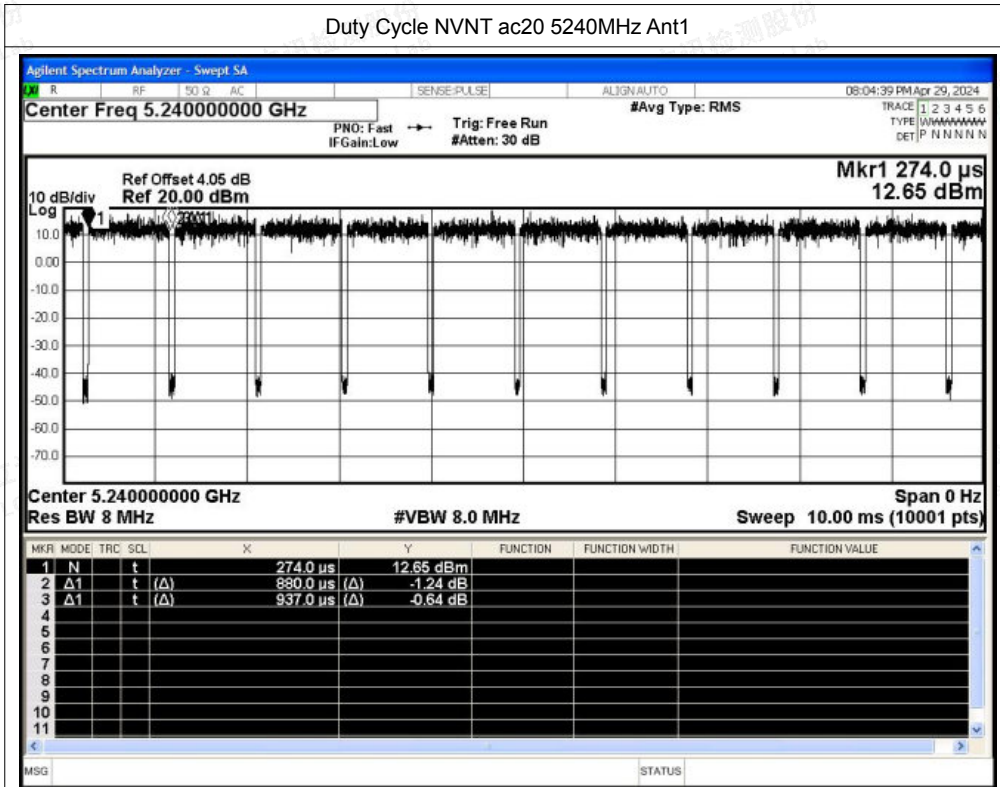 Duty Cycle NVNT ac20 5240MHz Ant1
Agilent Spectrum Analyzer - Swept SA
LXI R RF 50 Ω AC SENSE:PULSE ALIGNAUTO 08:04:39 PM Apr 29, 2024
Center Freq 5.240000000 GHz #Avg Type: RMS TRACE 1 2 3 4 5 6
PNO: Fast Trig: Free Run TYPE
IFGain:Low #Atten: 30 dB DET P N N N N N
Mkr1 274.0 µs
Ref Offset 4.05 dB
10 dB/div Ref 20.00 dBm 12.65 dBm
Log
1
10.0
0.00
-10.0
-20.0
-30.0
-40.0
-50.0
-60.0
-70.0
Center 5.240000000 GHz Span 0 Hz
Res BW 8 MHz #VBW 8.0 MHz Sweep 10.00 ms (10001 pts)
MKR MODE TRC SCL X Y FUNCTION FUNCTION WIDTH FUNCTION VALUE
1 N t 274.0 µs 12.65 dBm
2 Δ1 t (Δ) 880.0 µs (Δ) -1.24 dB
3 Δ1 t (Δ) 937.0 µs (Δ) -0.64 dB
4
5
6
7
8
9
10
11
MSG STATUS